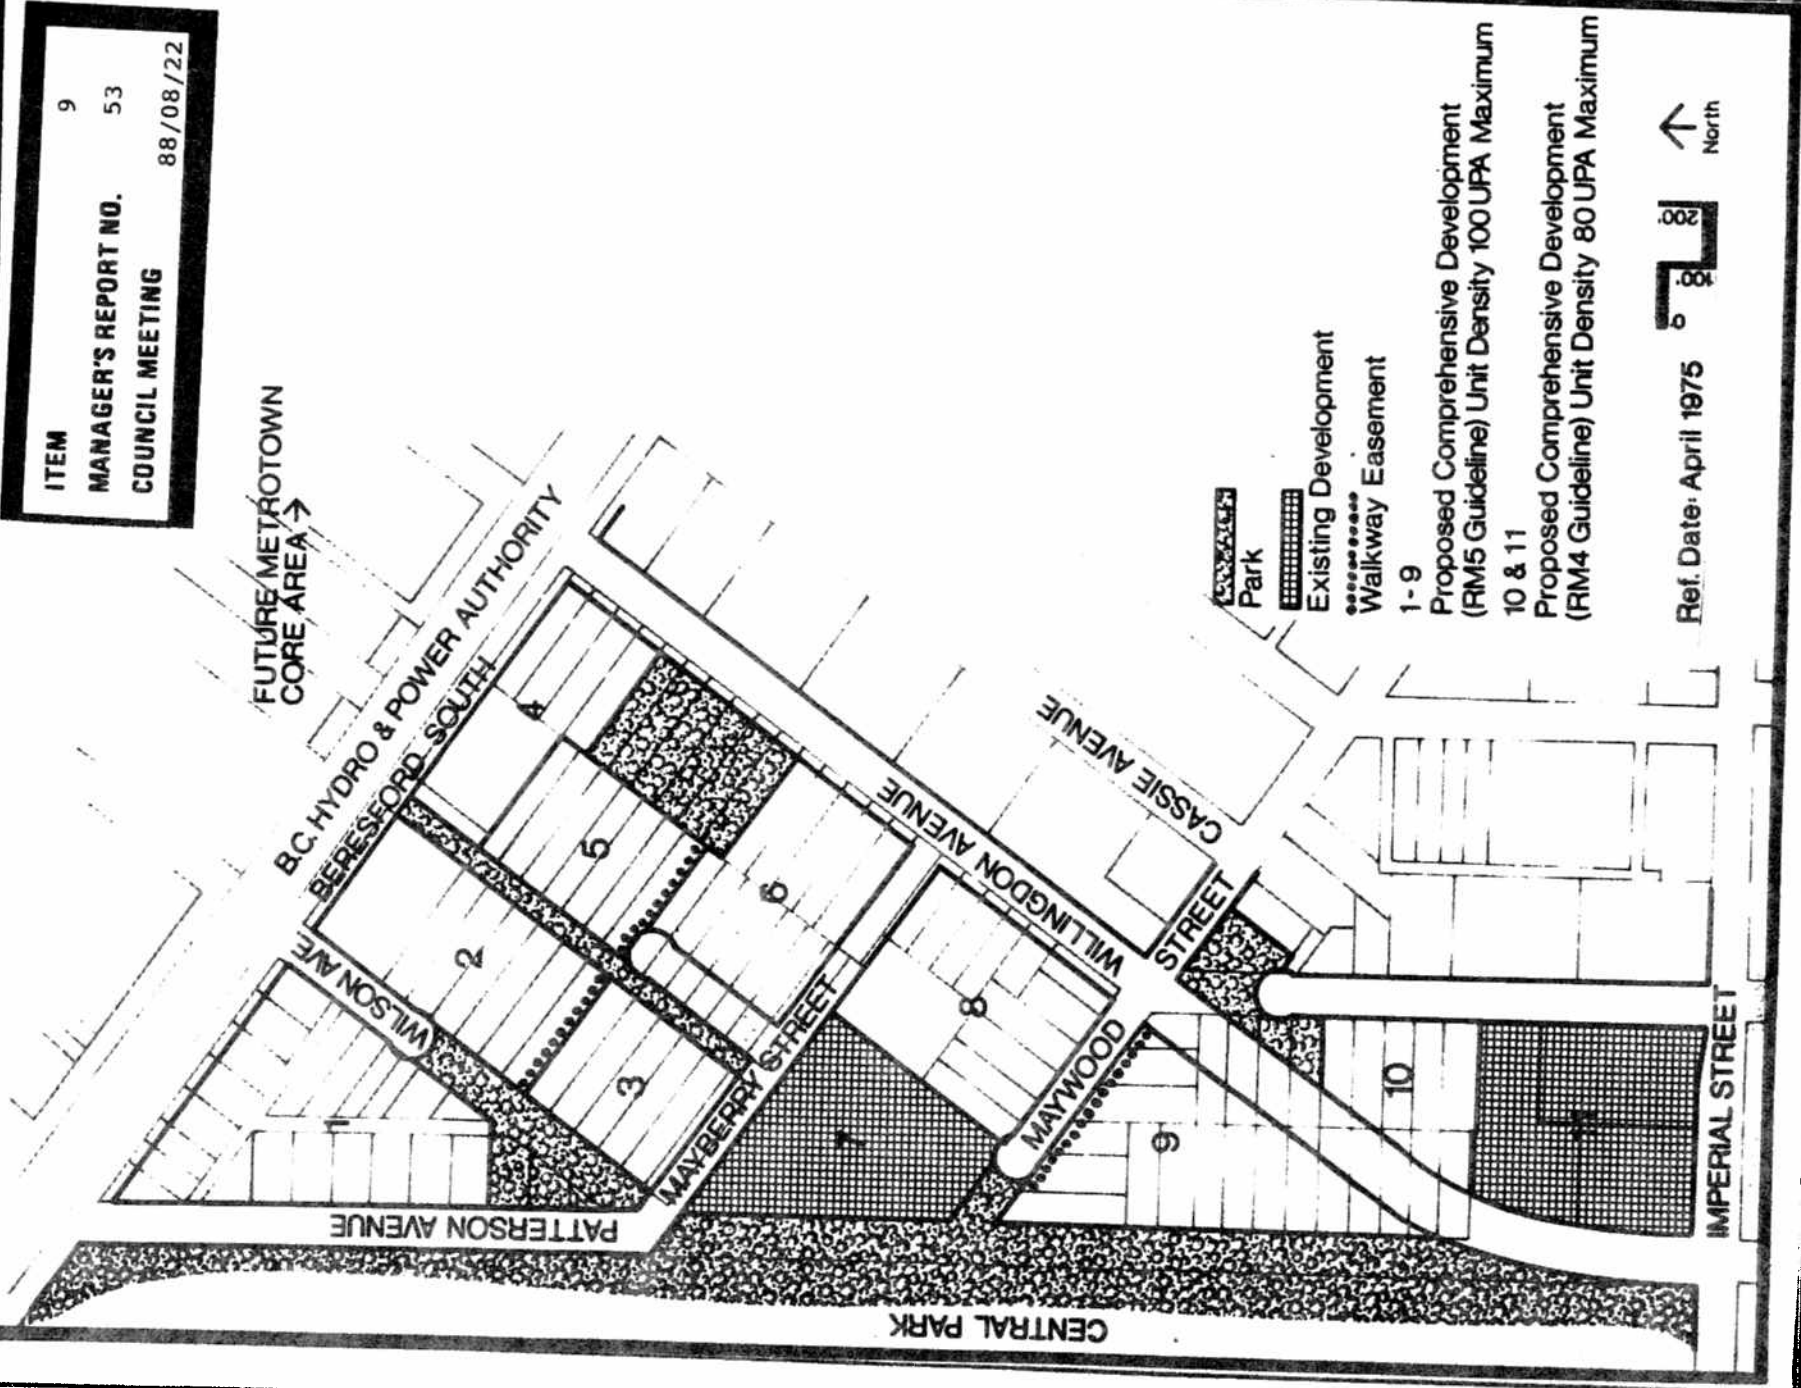 ITEM 9
MANAGER'S REPORT NO. 53
COUNCIL MEETING 88/08/22
FUTURE METROTOWN
CORE AREA →
B.C. HYDRO & POWER AUTHORITY
BERESFORD SOUTH
WILSON AVE
PATTERSON AVENUE
MAYBERRY STREET
WILLINGDON AVENUE
CASSIE AVENUE
MAYWOOD STREET
IMPERIAL STREET
CENTRAL PARK
1
2
3
4
5
6
7
8
9
10
11
Park
Existing Development
Walkway Easement
1-9
Proposed Comprehensive Development
(RM5 Guideline) Unit Density 100 UPA Maximum
10 & 11
Proposed Comprehensive Development
(RM4 Guideline) Unit Density 80 UPA Maximum
Ref. Date: April 1975
0 100 200
North